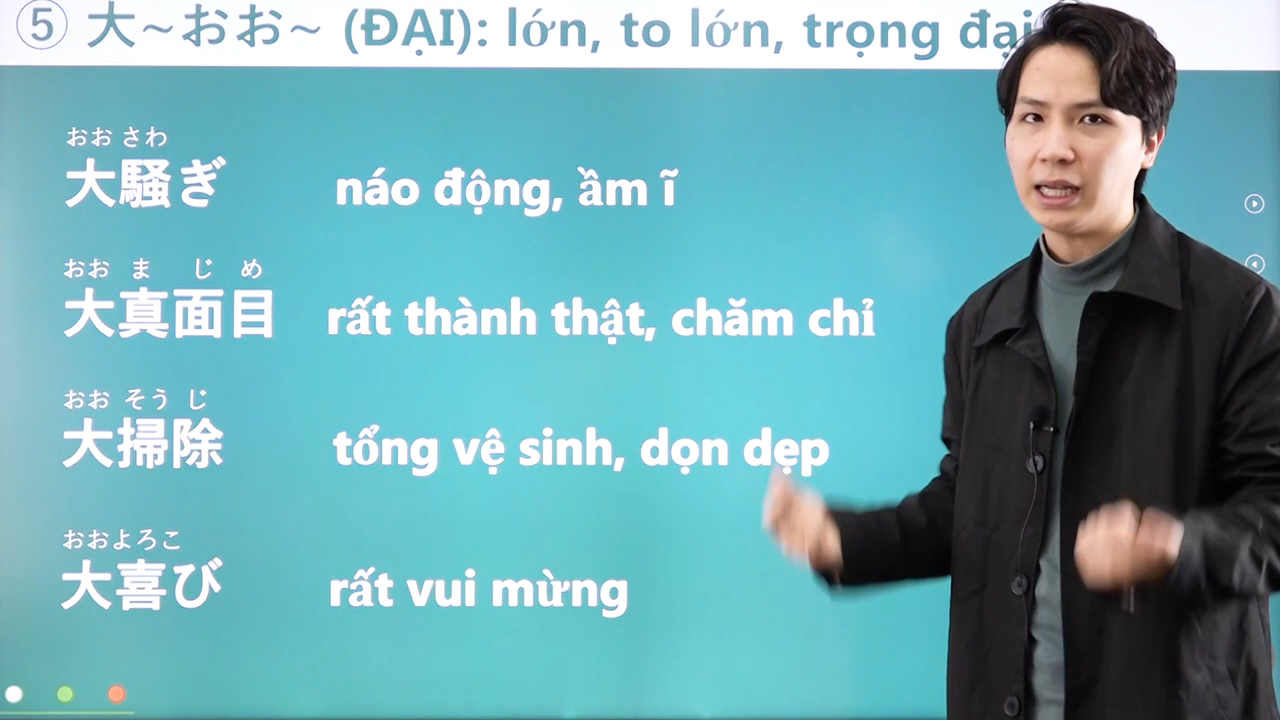 ⑤ 大~おお~ (ĐẠI): lớn, to lớn, trọng đại
おお さわ
大騒ぎ náo động, ầm ĩ
おお ま じ め
大真面目 rất thành thật, chăm chỉ
おお そう じ
大掃除 tổng vệ sinh, dọn dẹp
おおよろこ
大喜び rất vui mừng